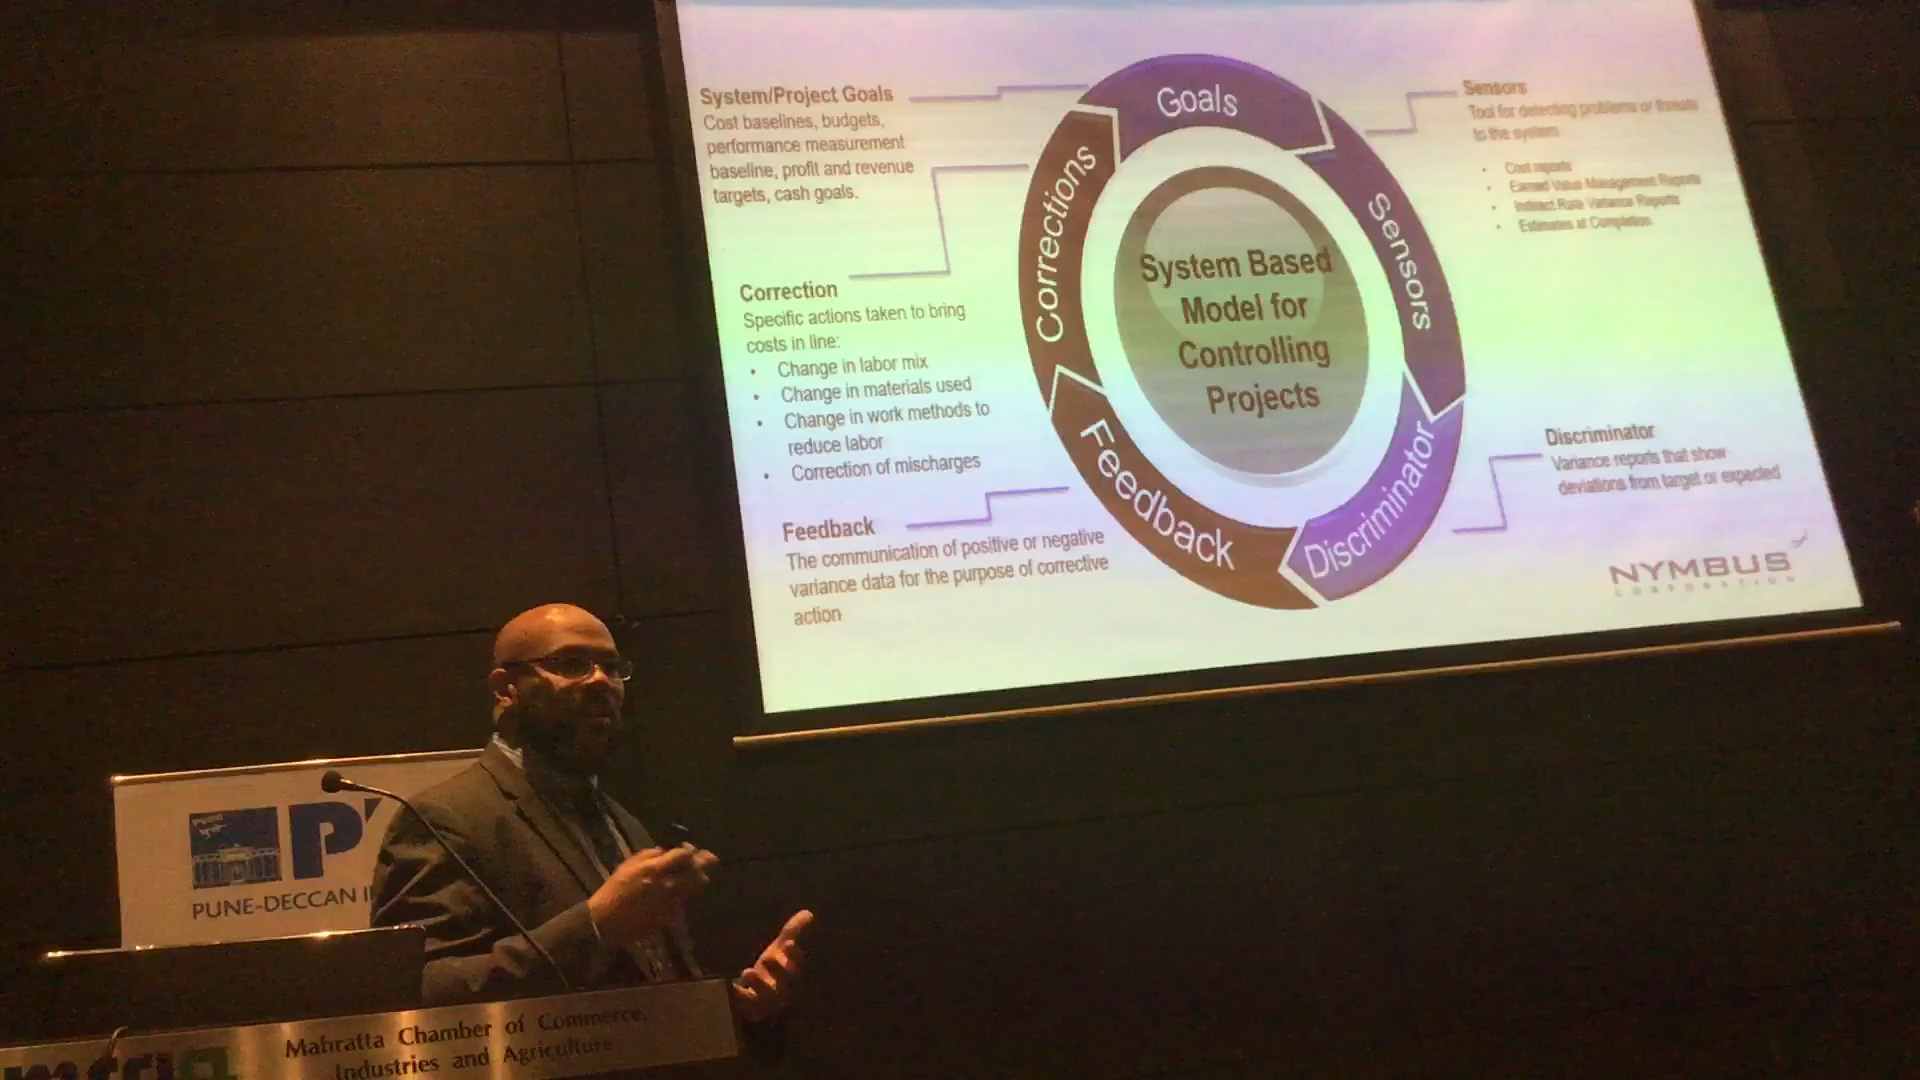 System/Project Goals
Cost baselines, budgets,
performance measurement
baseline, profit and revenue
targets, cash goals.
Correction
Specific actions taken to bring
costs in line:
• Change in labor mix
• Change in materials used
• Change in work methods to
reduce labor
• Correction of mischarges
Feedback
The communication of positive or negative
variance data for the purpose of corrective
action
Goals
Sensors
Discriminator
Feedback
Corrections
System Based
Model for
Controlling
Projects
Sensors
Tool for detecting problems or threats
to the system
• Cost reports
• Earned Value Management Reports
• Indirect Rate Variance Reports
• Estimates at Completion
Discriminator
Variance reports that show
deviations from target or expected
NYMBUS
CORPORATION
P
PUNE-DECCAN
Mahratta Chamber of Commerce,
Industries and Agriculture